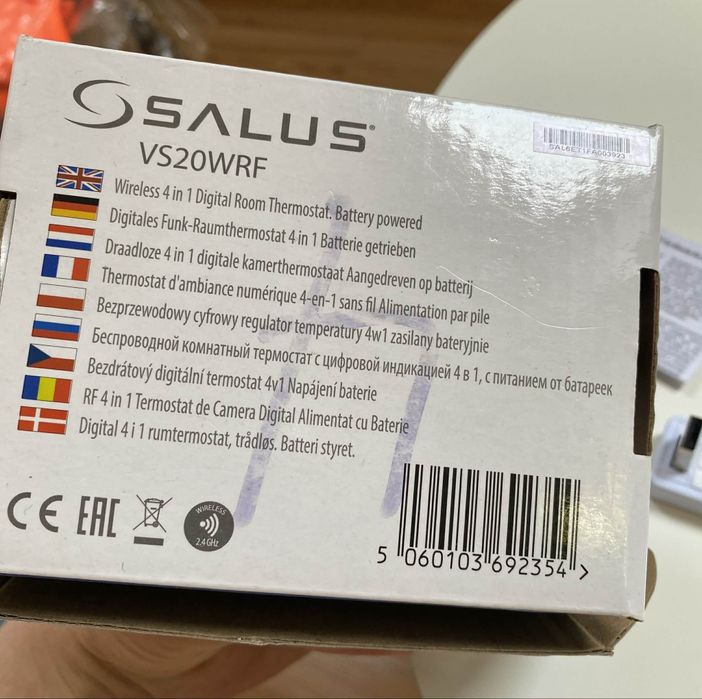 SALUS®
VS20WRF
SAL6ET1FA003923
Wireless 4 in 1 Digital Room Thermostat. Battery powered
Digitales Funk-Raumthermostat 4 in 1 Batterie getrieben
Draadloze 4 in 1 digitale kamerthermostaat Aangedreven op batterij
Thermostat d'ambiance numérique 4-en-1 sans fil Alimentation par pile
Bezprzewodowy cyfrowy regulator temperatury 4w1 zasilany bateryjnie
Беспроводной комнатный термостат с цифровой индикацией 4 в 1, с питанием от батареек
Bezdrátový digitální termostat 4v1 Napájení baterie
RF 4 in 1 Termostat de Camera Digital Alimentat cu Baterie
Digital 4 i 1 rumtermostat, trådløs. Batteri styret.
CE EAC
WIRELESS
2.4 GHz
5 060103 692354 >